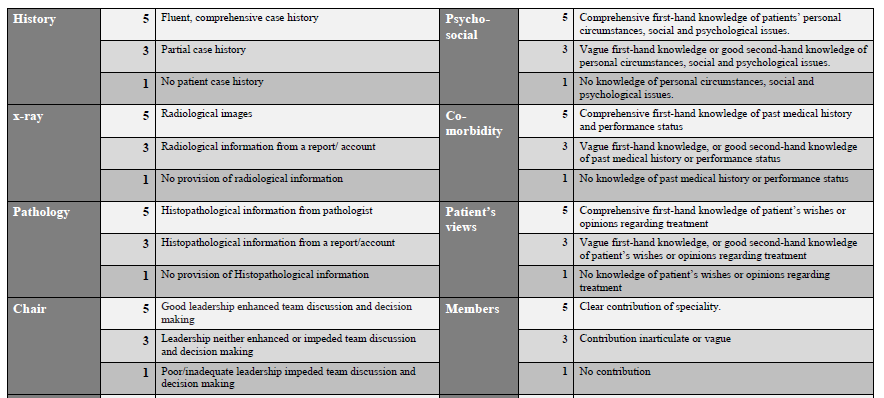 History
5 Fluent, comprehensive case history
3 Partial case history
1 No patient case history
Psycho-
social
5 Comprehensive first-hand knowledge of patients' personal
circumstances, social and psychological issues.
3 Vague first-hand knowledge or good second-hand knowledge of
personal circumstances, social and psychological issues.
1 No knowledge of personal circumstances, social and
psychological issues.
x-ray
5 Radiological images
3 Radiological information from a report/ account
1 No provision of radiological information
Co-
morbidity
5 Comprehensive first-hand knowledge of past medical history
and performance status
3 Vague first-hand knowledge, or good second-hand knowledge
of past medical history or performance status
1 No knowledge of past medical history or performance status
Pathology
5 Histopathological information from pathologist
3 Histopathological information from a report/account
1 No provision of Histopathological information
Patient's
views
5 Comprehensive first-hand knowledge of patient's wishes or
opinions regarding treatment
3 Vague first-hand knowledge, or good second-hand knowledge
of patient's wishes or opinions regarding treatment
1 No knowledge of patient's wishes or opinions regarding
treatment
Chair
5 Good leadership enhanced team discussion and decision
making
3 Leadership neither enhanced or impeded team discussion
and decision making
1 Poor/inadequate leadership impeded team discussion and
decision making
Members
5 Clear contribution of speciality.
3 Contribution inarticulate or vague
1 No contribution